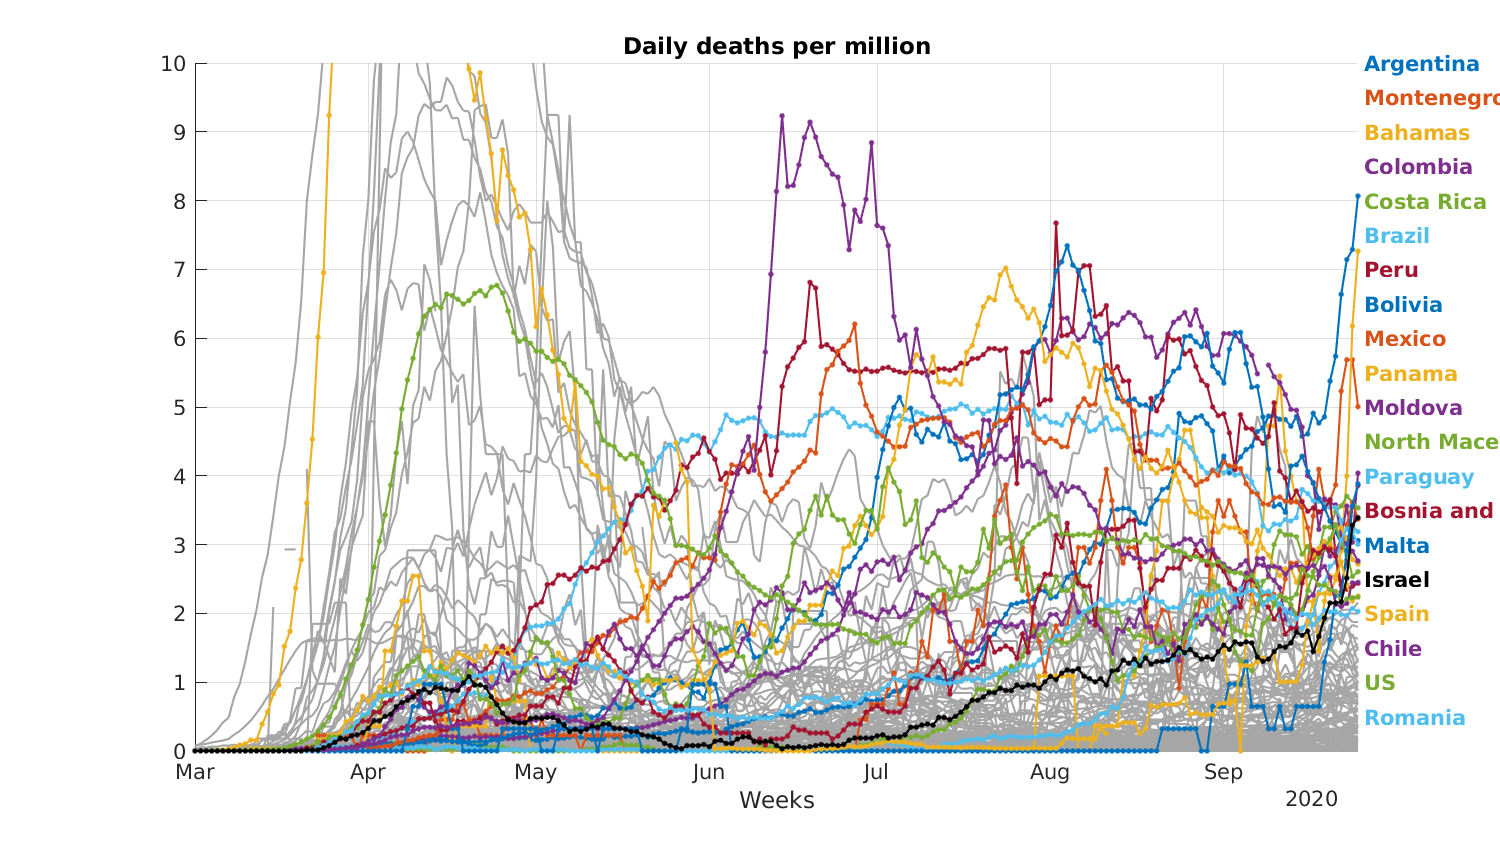 Daily deaths per million
10
9
8
7
6
5
4
3
2
1
0
Mar
Apr
May
Jun
Jul
Aug
Sep
Weeks
2020
Argentina
Montenegro
Bahamas
Colombia
Costa Rica
Brazil
Peru
Bolivia
Mexico
Panama
Moldova
North Mace
Paraguay
Bosnia and
Malta
Israel
Spain
Chile
US
Romania